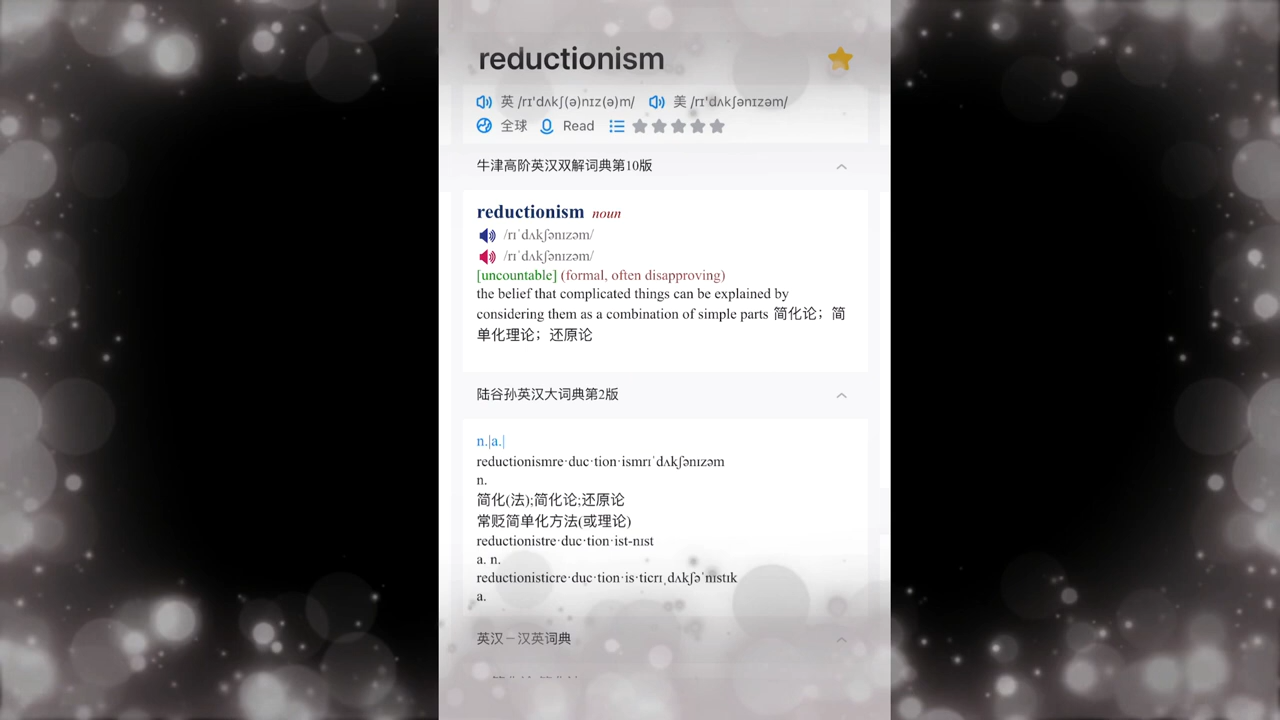 reductionism
英 /rɪ'dʌkʃ(ə)nɪz(ə)m/ 美 /rɪ'dʌkʃənɪzəm/
全球 Read
牛津高阶英汉双解词典第10版
reductionism noun
/rɪˈdʌkʃənɪzəm/
/rɪˈdʌkʃənɪzəm/
[uncountable] (formal, often disapproving)
the belief that complicated things can be explained by
considering them as a combination of simple parts 简化论；简
单化理论；还原论
陆谷孙英汉大词典第2版
n.|a.|
reductionismre·duc·tion·ismrɪˈdʌkʃənɪzəm
n.
简化(法);简化论;还原论
常贬简单化方法(或理论)
reductionistre·duc·tion·ist-nɪst
a. n.
reductionisticre·duc·tion·is·ticrɪˌdʌkʃəˈnɪstɪk
a.
英汉－汉英词典